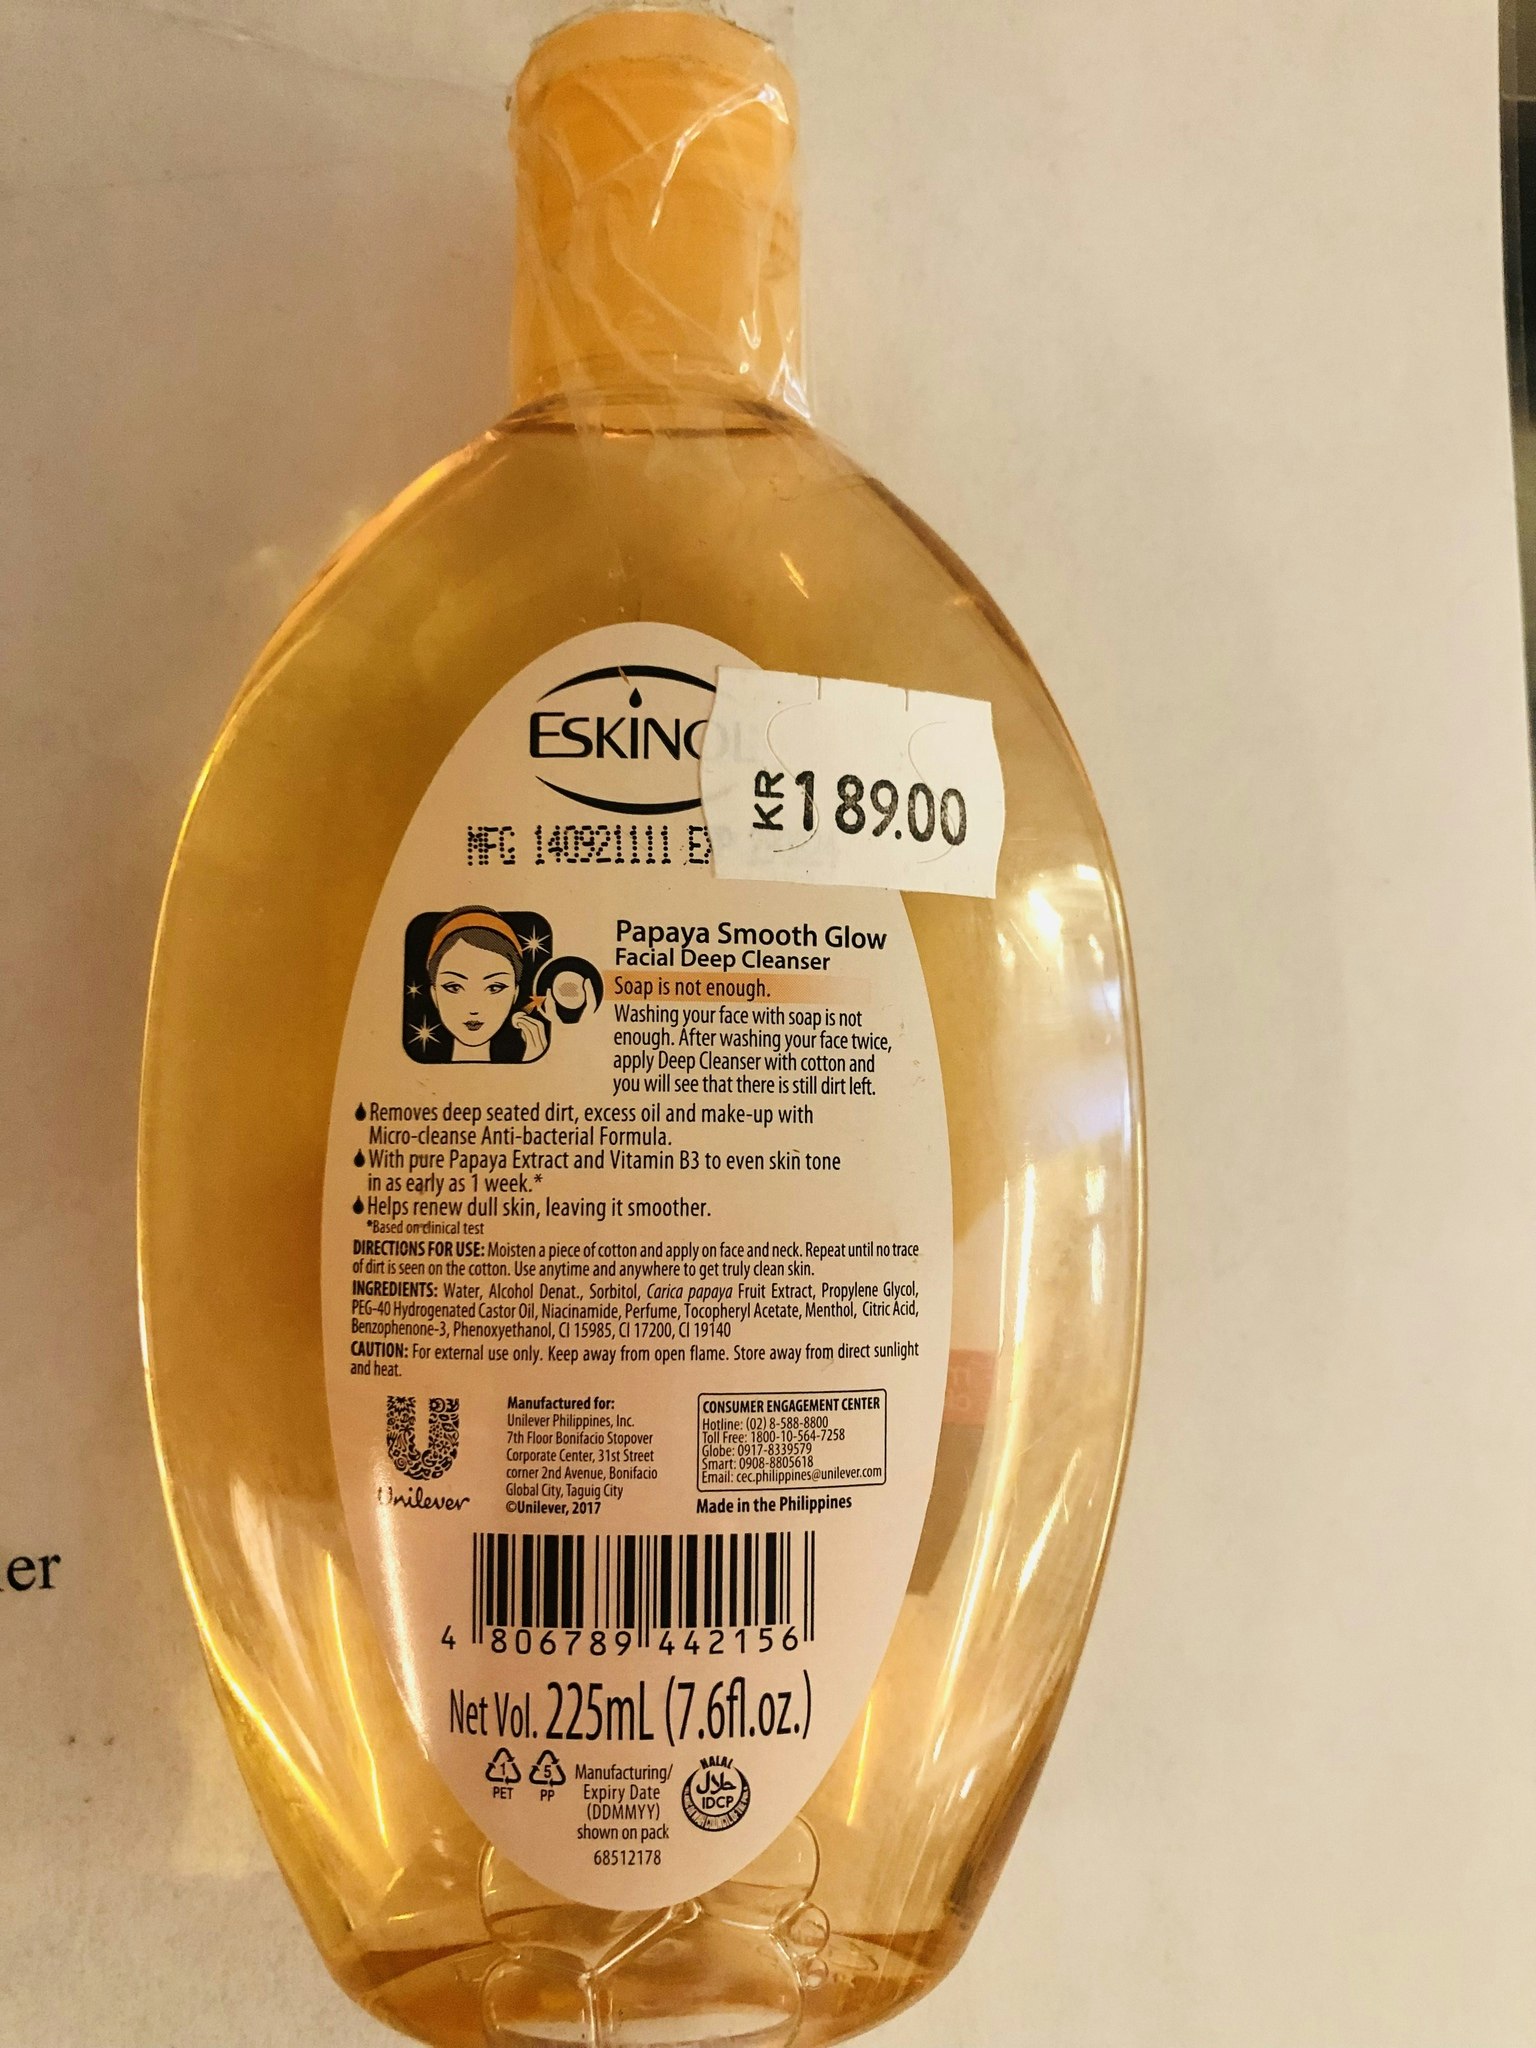 ESKINOL
KR 189.00
MFG 140921111 EXP
Papaya Smooth Glow
Facial Deep Cleanser
Soap is not enough.
Washing your face with soap is not
enough. After washing your face twice,
apply Deep Cleanser with cotton and
you will see that there is still dirt left.
Removes deep seated dirt, excess oil and make-up with
Micro-cleanse Anti-bacterial Formula.
With pure Papaya Extract and Vitamin B3 to even skin tone
in as early as 1 week.*
Helps renew dull skin, leaving it smoother.
*Based on clinical test
DIRECTIONS FOR USE: Moisten a piece of cotton and apply on face and neck. Repeat until no trace
of dirt is seen on the cotton. Use anytime and anywhere to get truly clean skin.
INGREDIENTS: Water, Alcohol Denat., Sorbitol, Carica papaya Fruit Extract, Propylene Glycol,
PEG-40 Hydrogenated Castor Oil, Niacinamide, Perfume, Tocopheryl Acetate, Menthol, Citric Acid,
Benzophenone-3, Phenoxyethanol, CI 15985, CI 17200, CI 19140
CAUTION: For external use only. Keep away from open flame. Store away from direct sunlight
and heat.
Unilever
Manufactured for:
Unilever Philippines, Inc.
7th Floor Bonifacio Stopover
Corporate Center, 31st Street
corner 2nd Avenue, Bonifacio
Global City, Taguig City
©Unilever, 2017
CONSUMER ENGAGEMENT CENTER
Hotline: (02) 8-588-8800
Toll Free: 1800-10-564-7258
Globe: 0917-8339579
Smart: 0908-8805618
Email: cec.philippines@unilever.com
Made in the Philippines
er
4 806789 442156
Net Vol. 225mL (7.6fl.oz.)
1
PET
5
PP
Manufacturing/
Expiry Date
(DDMMYY)
shown on pack
68512178
HALAL
حلال
IDCP